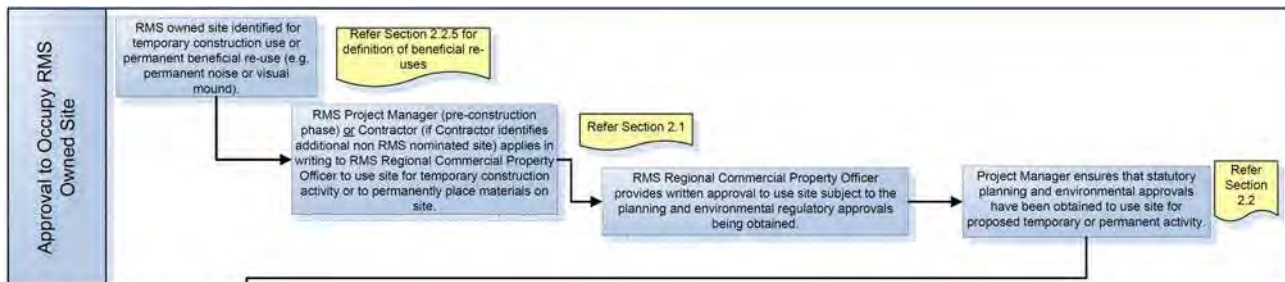 Approval to Occupy RMS
Owned Site
RMS owned site identified for
temporary construction use or
permanent beneficial re-use (e.g.
permanent noise or visual
mound).
Refer Section 2.2.5 for
definition of beneficial re-
uses
RMS Project Manager (pre-construction
phase) or Contractor (if Contractor identifies
additional non RMS nominated site) applies in
writing to RMS Regional Commercial Property
Officer to use site for temporary construction
activity or to permanently place materials on
site.
Refer Section 2.1
RMS Regional Commercial Property Officer
provides written approval to use site subject to the
planning and environmental regulatory approvals
being obtained.
Project Manager ensures that statutory
planning and environmental approvals
have been obtained to use site for
proposed temporary or permanent activity.
Refer
Section
2.2